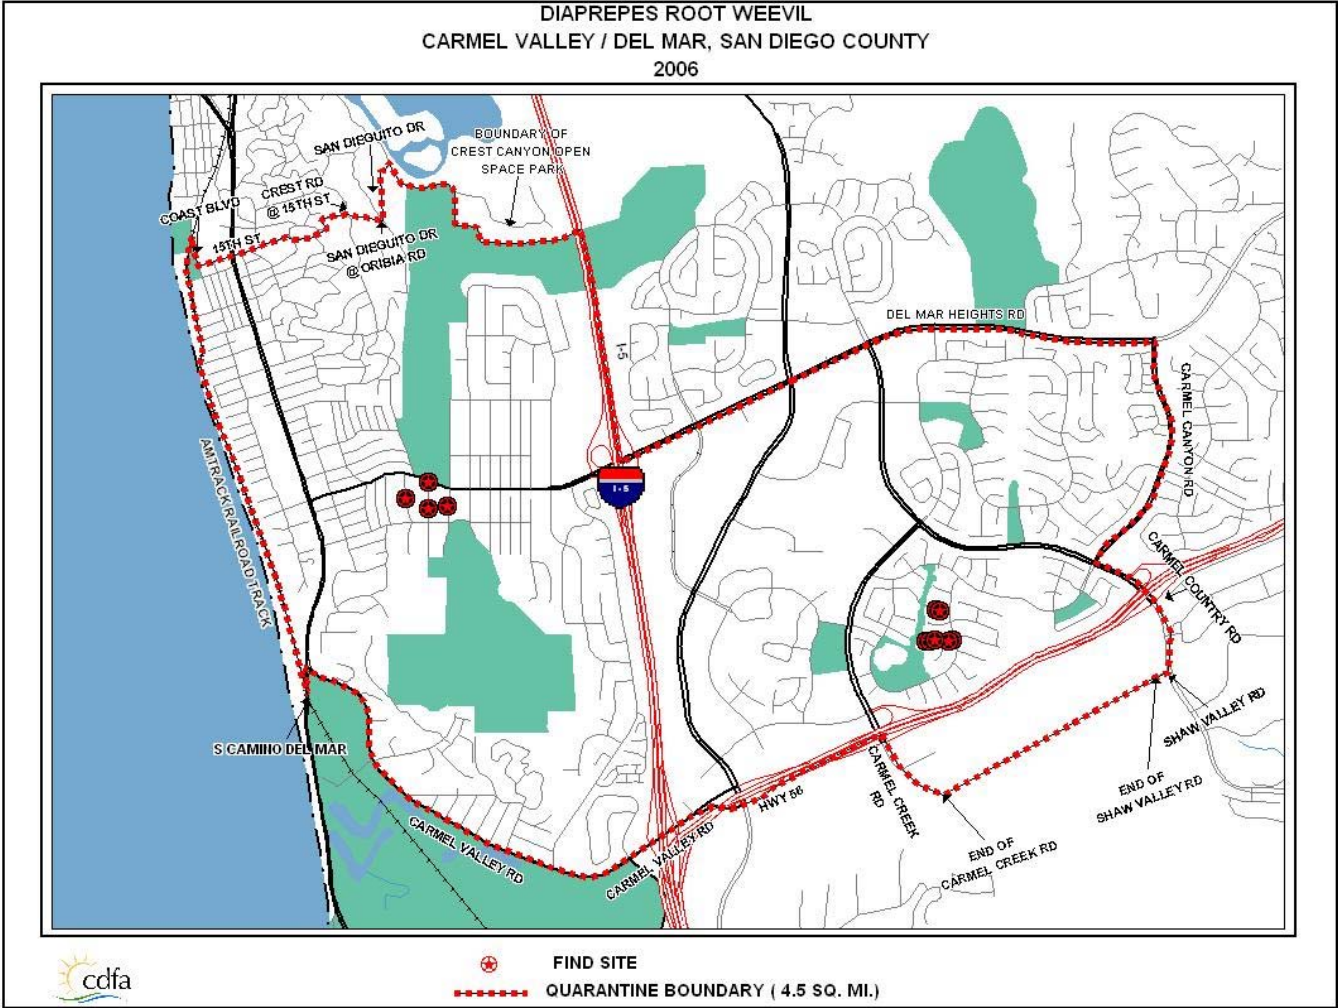 DIAPREPES ROOT WEEVIL
CARMEL VALLEY / DEL MAR, SAN DIEGO COUNTY
2006
SAN DIEGUITO DR
BOUNDARY OF
CREST CANYON OPEN
SPACE PARK
CREST RD
@ 15TH ST
COAST BLVD
15TH ST
SAN DIEGUITO DR
@ ORIBIA RD
DEL MAR HEIGHTS RD
I-5
CARMEL CANYON RD
AMTRACK RAILROAD TRACK
I-5
CARMEL COUNTRY RD
SHAW VALLEY RD
S CAMINO DEL MAR
END OF
SHAW VALLEY RD
HWY 56
CARMEL CREEK
RD
CARMEL VALLEY RD
CARMEL VALLEY RD
END OF
CARMEL CREEK RD
cdfa
FIND SITE
QUARANTINE BOUNDARY ( 4.5 SQ. MI.)